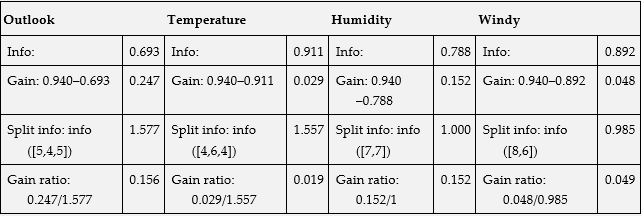 Outlook Temperature Humidity Windy
Info: 0.693 Info: 0.911 Info: 0.788 Info: 0.892
Gain: 0.940–0.693 0.247 Gain: 0.940–0.911 0.029 Gain: 0.940 0.152 Gain: 0.940–0.892 0.048
–0.788
Split info: info 1.577 Split info: info 1.557 Split info: info 1.000 Split info: info 0.985
([5,4,5]) ([4,6,4]) ([7,7]) ([8,6])
Gain ratio: 0.156 Gain ratio: 0.019 Gain ratio: 0.152 Gain ratio: 0.049
0.247/1.577 0.029/1.557 0.152/1 0.048/0.985